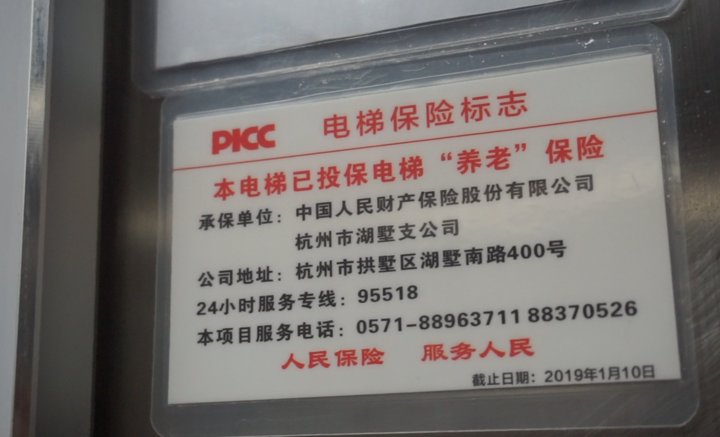 PICC 电梯保险标志
本电梯已投保电梯“养老”保险
承保单位：中国人民财产保险股份有限公司
杭州市湖墅支公司
公司地址：杭州市拱墅区湖墅南路400号
24小时服务专线：95518
本项目服务电话：0571-88963711 88370526
人民保险 服务人民
截止日期：2019年1月10日